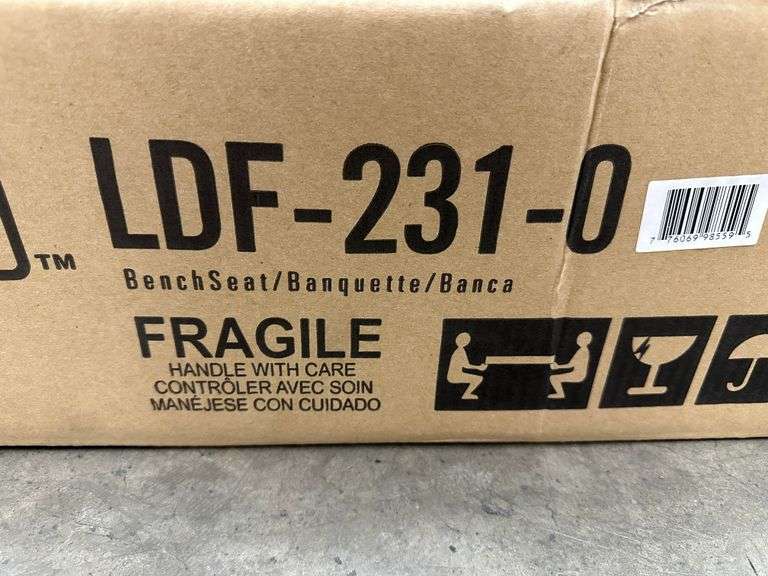 LDF-231-0
TM
BenchSeat/Banquette/Banca
7 76069 98559 5
FRAGILE
HANDLE WITH CARE
CONTRÔLER AVEC SOIN
MANÉJESE CON CUIDADO